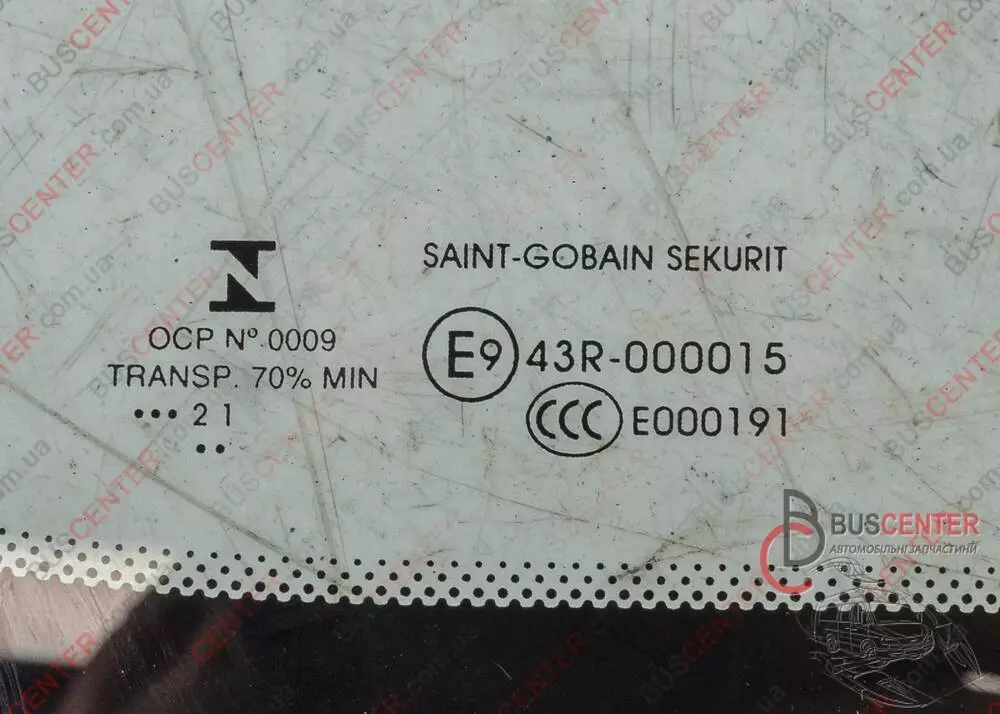 SAINT-GOBAIN SEKURIT
OCP Nº 0009
TRANSP. 70% MIN
••• 2 1
••
E9 43R-000015
CCC E000191
BUSCENTER
АВТОМОБІЛЬНІ ЗАПЧАСТИНИ